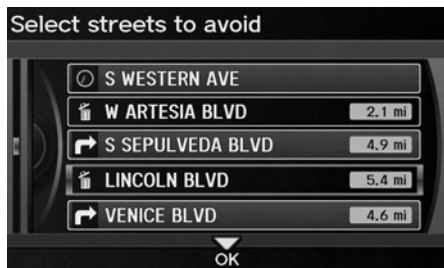 Select streets to avoid
S WESTERN AVE
W ARTESIA BLVD 2.1 mi
S SEPULVEDA BLVD 4.9 mi
LINCOLN BLVD 5.4 mi
VENICE BLVD 4.6 mi
OK